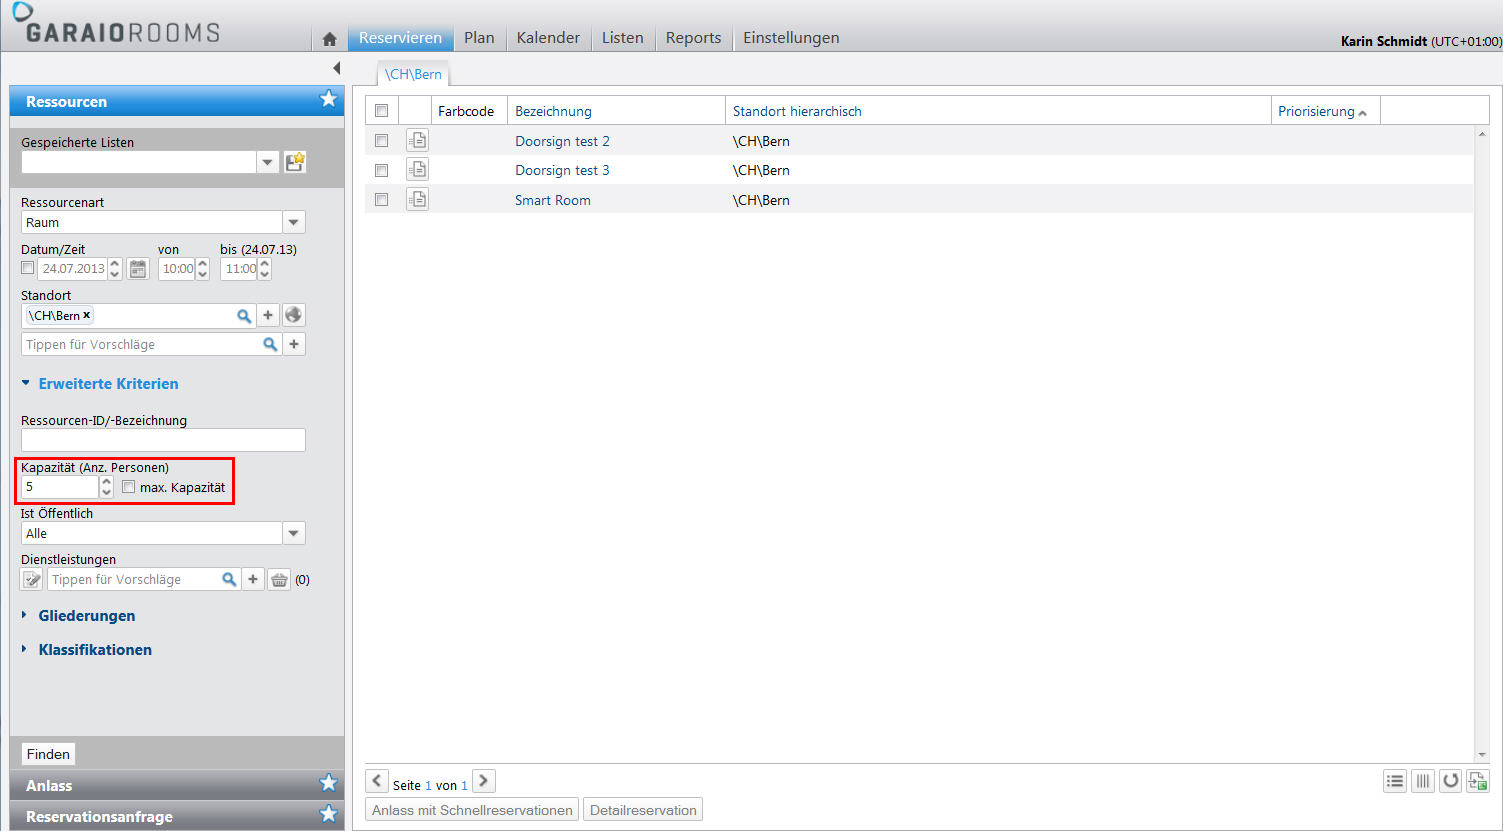 GARAIOROOMS
Reservieren Plan Kalender Listen Reports Einstellungen
Karin Schmidt (UTC+01:00)
\CH\Bern
Ressourcen
Gespeicherte Listen
Ressourcenart
Raum
Datum/Zeit von bis (24.07.13)
24.07.2013 10:00 11:00
Standort
\CH\Bern x
Tippen für Vorschläge
Erweiterte Kriterien
Ressourcen-ID/-Bezeichnung
Kapazität (Anz. Personen)
5 max. Kapazität
Ist Öffentlich
Alle
Dienstleistungen
Tippen für Vorschläge (0)
Gliederungen
Klassifikationen
Finden
Anlass
Reservationsanfrage
Farbcode Bezeichnung Standort hierarchisch Priorisierung
Doorsign test 2 \CH\Bern
Doorsign test 3 \CH\Bern
Smart Room \CH\Bern
Seite 1 von 1
Anlass mit Schnellreservationen Detailreservation